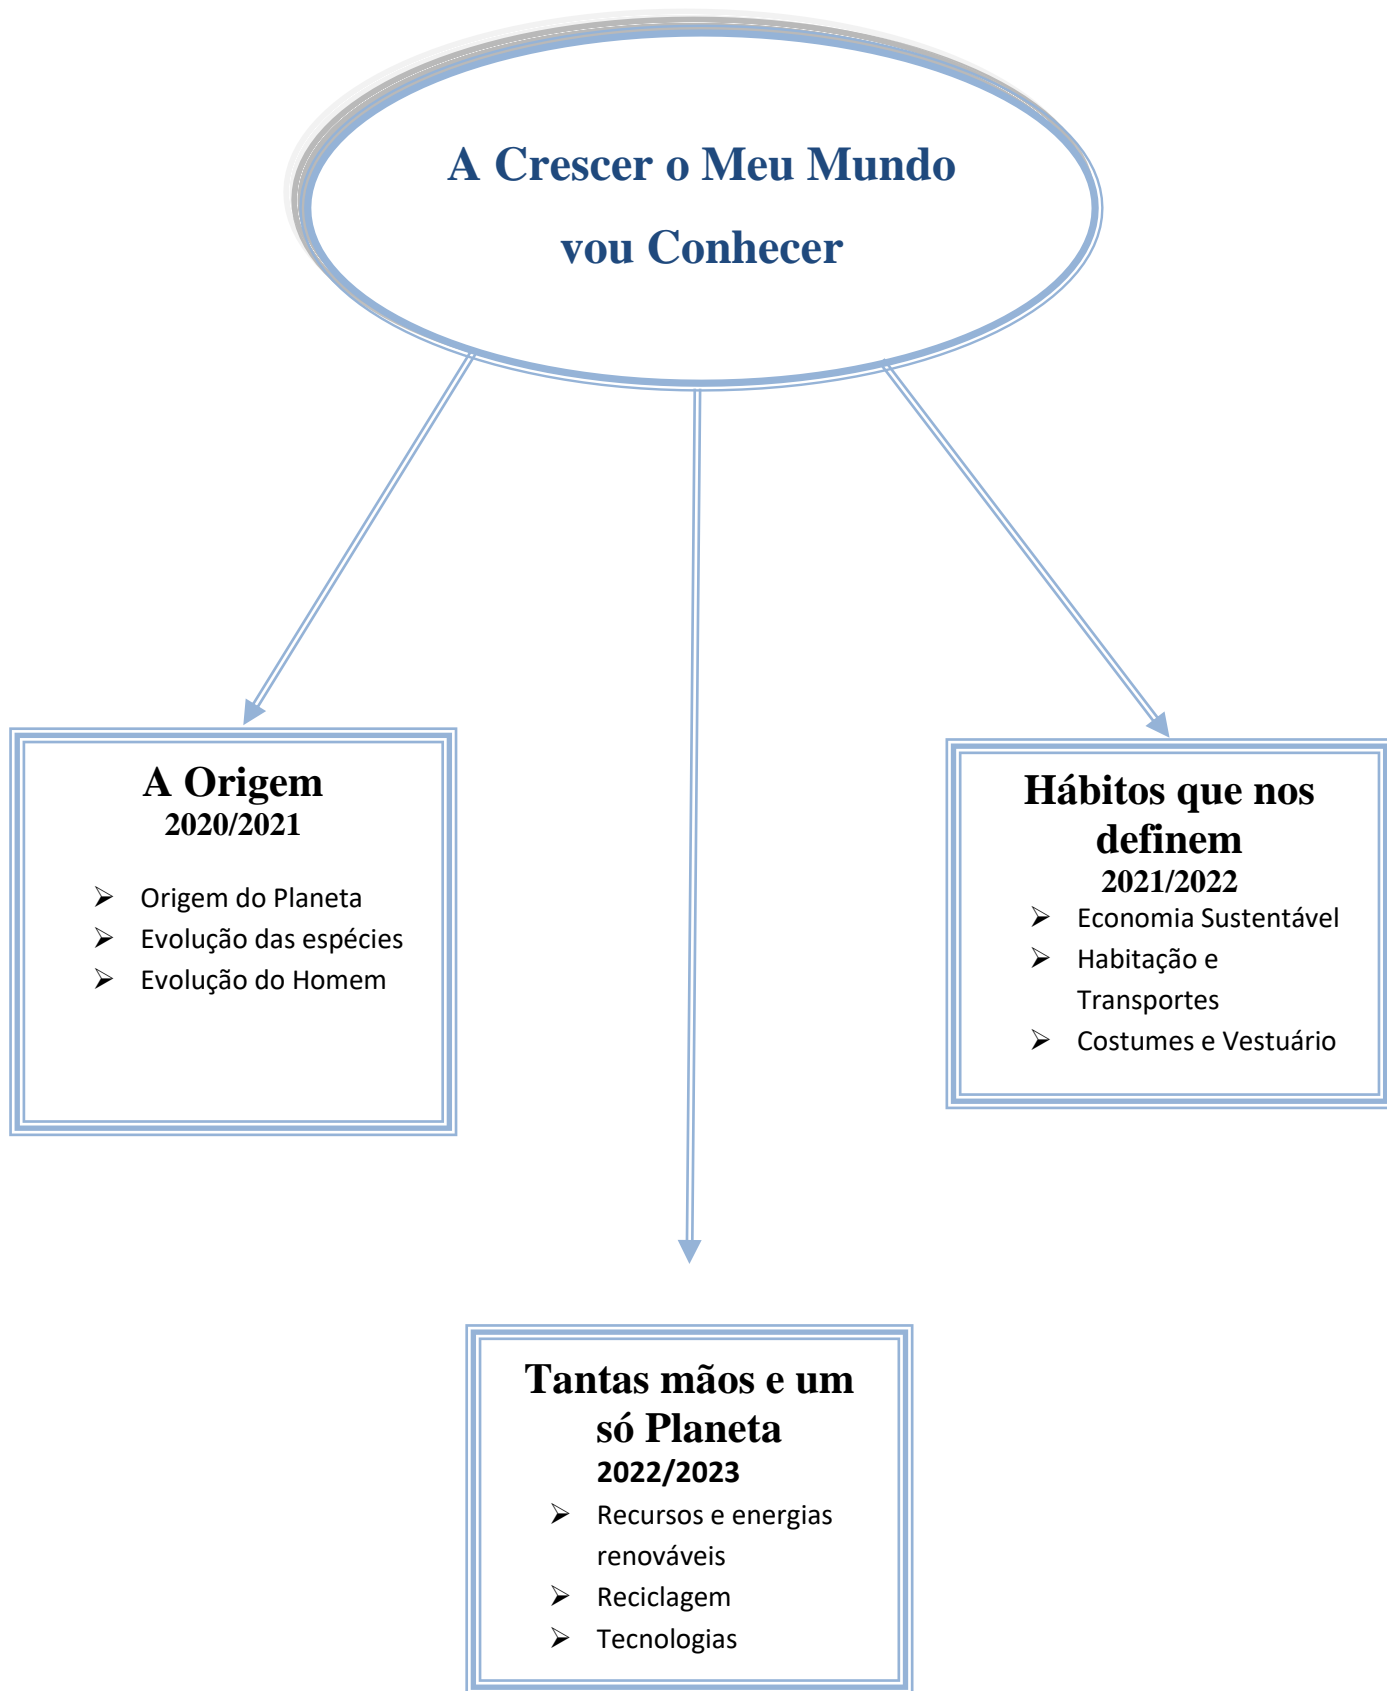 A Crescer o Meu Mundo
vou Conhecer
A Origem
2020/2021
➢ Origem do Planeta
➢ Evolução das espécies
➢ Evolução do Homem
Hábitos que nos
definem
2021/2022
➢ Economia Sustentável
➢ Habitação e
Transportes
➢ Costumes e Vestuário
Tantas mãos e um
só Planeta
2022/2023
➢ Recursos e energias
renováveis
➢ Reciclagem
➢ Tecnologias